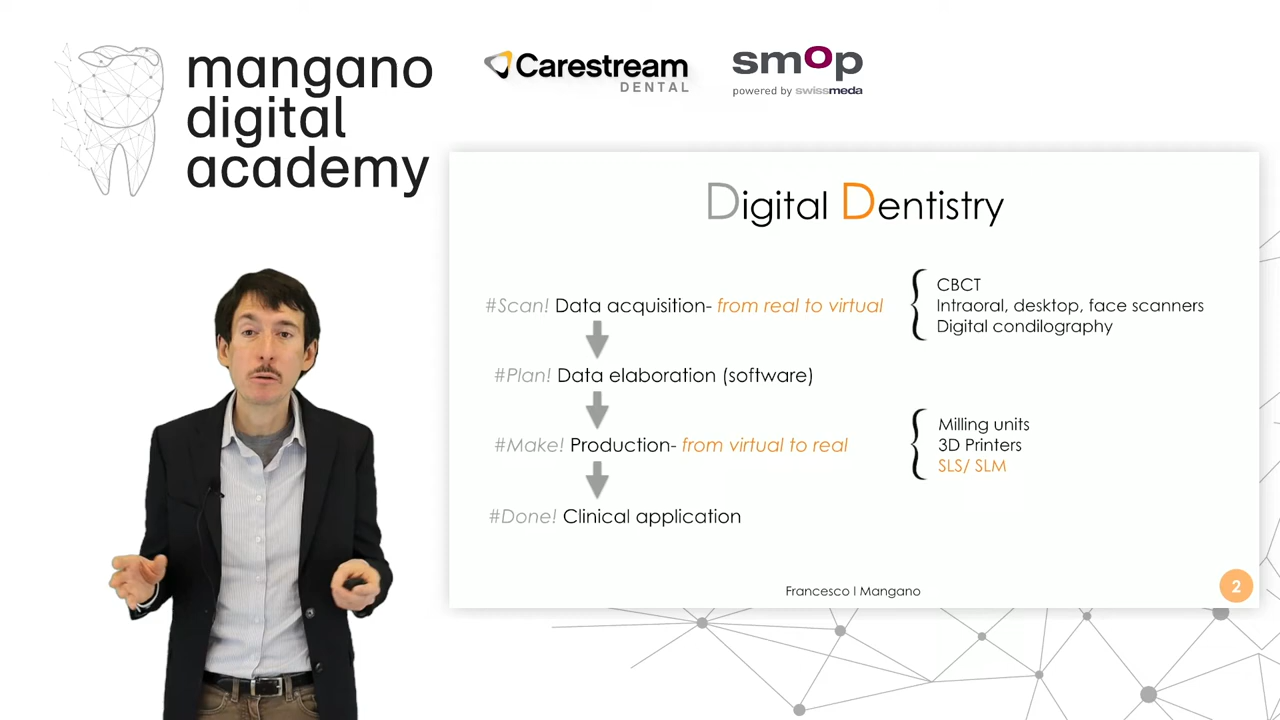 mangano
digital
academy
Carestream
DENTAL
smop
powered by swissmeda
Digital Dentistry
#Scan! Data acquisition- from real to virtual
CBCT
Intraoral, desktop, face scanners
Digital condilography
#Plan! Data elaboration (software)
#Make! Production- from virtual to real
Milling units
3D Printers
SLS/ SLM
#Done! Clinical application
Francesco I Mangano
2